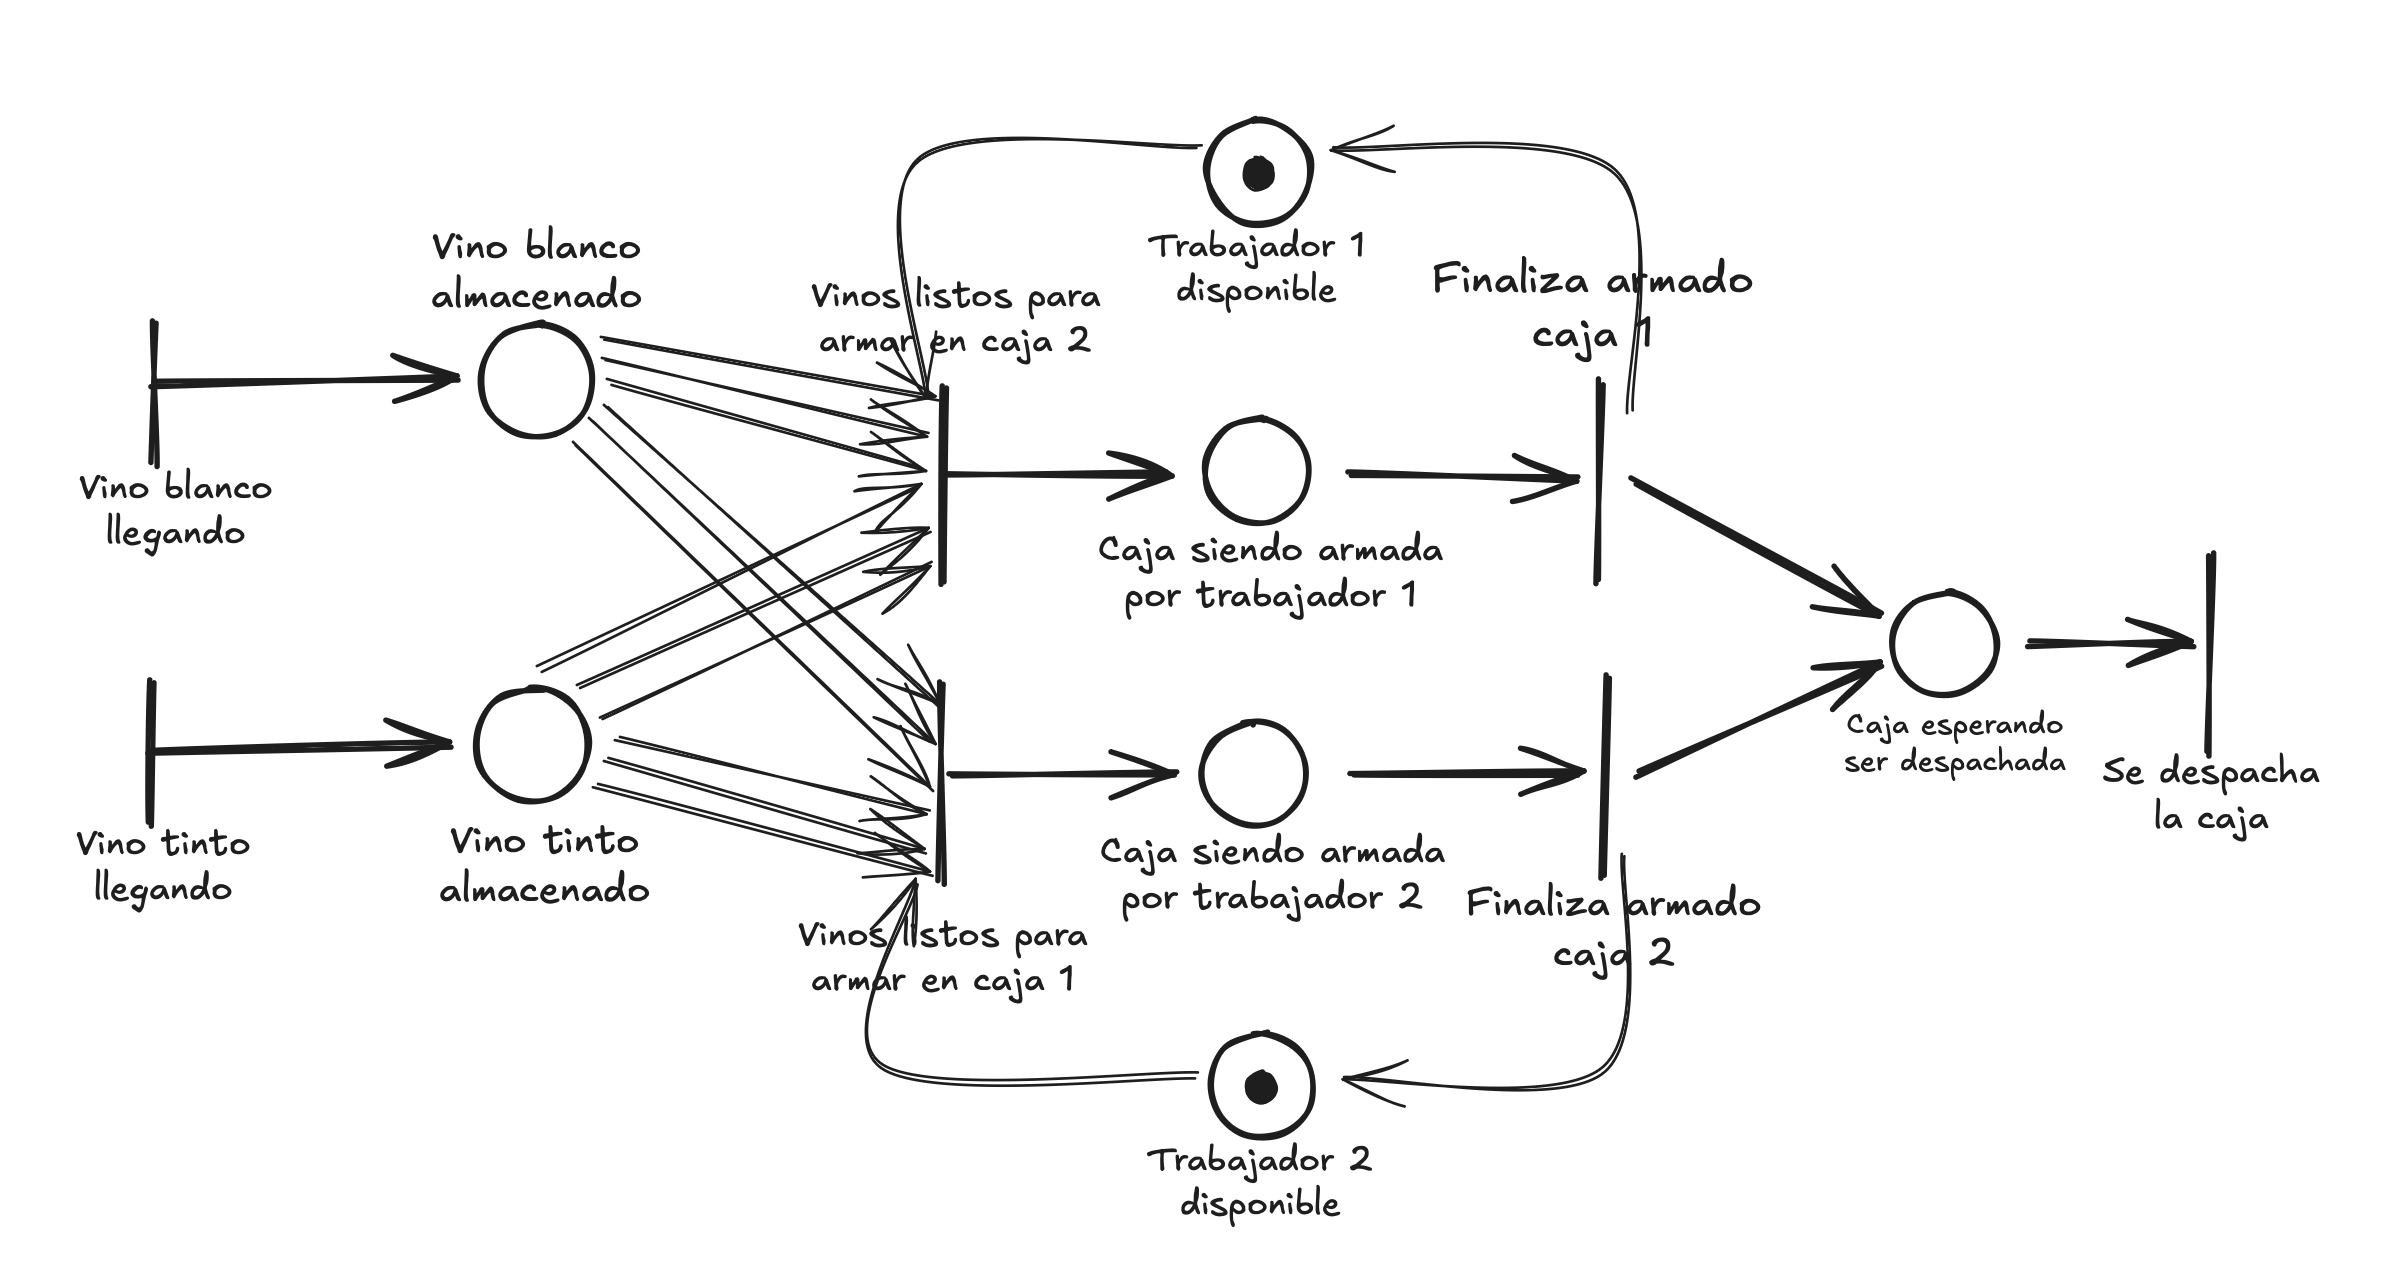 Vino blanco
almacenado
Vino blanco
llegando
Vino tinto
llegando
Vino tinto
almacenado
Vinos listos para
armar en caja 2
Trabajador 1
disponible
Finaliza armado
caja 1
Caja siendo armada
por trabajador 1
Caja siendo armada
por trabajador 2
Vinos listos para
armar en caja 1
Finaliza armado
caja 2
Trabajador 2
disponible
Caja esperando
ser despachada
Se despacha
la caja